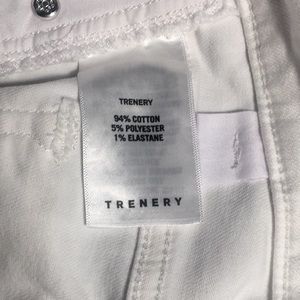 TRENERY
94% COTTON
5% POLYESTER
1% ELASTANE
TRENERY